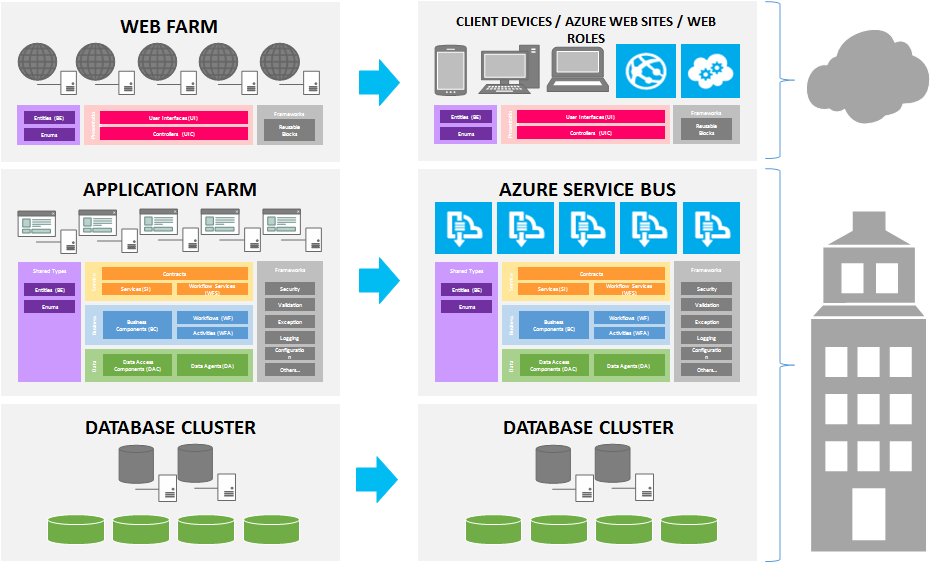 WEB FARM
Entities (BE)
Enums
Presentation
User Interfaces(UI)
Controllers (UIC)
Frameworks
Reusable
Blocks
CLIENT DEVICES / AZURE WEB SITES / WEB
ROLES
Entities (BE)
Enums
Presentation
User Interfaces(UI)
Controllers (UIC)
Frameworks
Reusable
Blocks
APPLICATION FARM
Shared Types
Entities (BE)
Enums
Service
Contracts
Services(SI)
Workflow Services
(WFS)
Business
Business
Components (BC)
Workflows (WF)
Activities (WFA)
Data
Data Access
Components (DAC)
Data Agents(DA)
Frameworks
Security
Validation
Exception
Logging
Configuratio
n
Others...
AZURE SERVICE BUS
Shared Types
Entities (BE)
Enums
Service
Contracts
Services(SI)
Workflow Services
(WFS)
Business
Business
Components (BC)
Workflows (WF)
Activities (WFA)
Data
Data Access
Components (DAC)
Data Agents(DA)
Frameworks
Security
Validation
Exception
Logging
Configuratio
n
Others...
DATABASE CLUSTER
DATABASE CLUSTER